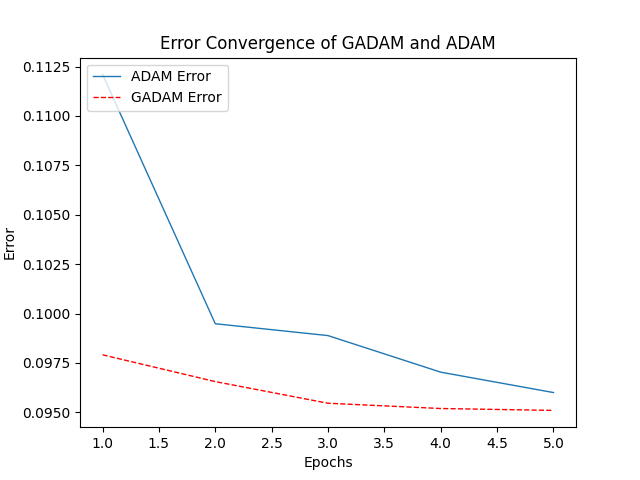 Error Convergence of GADAM and ADAM
ADAM Error
GADAM Error
0.1125
0.1100
0.1075
0.1050
0.1025
0.1000
0.0975
0.0950
Error
1.0 1.5 2.0 2.5 3.0 3.5 4.0 4.5 5.0
Epochs